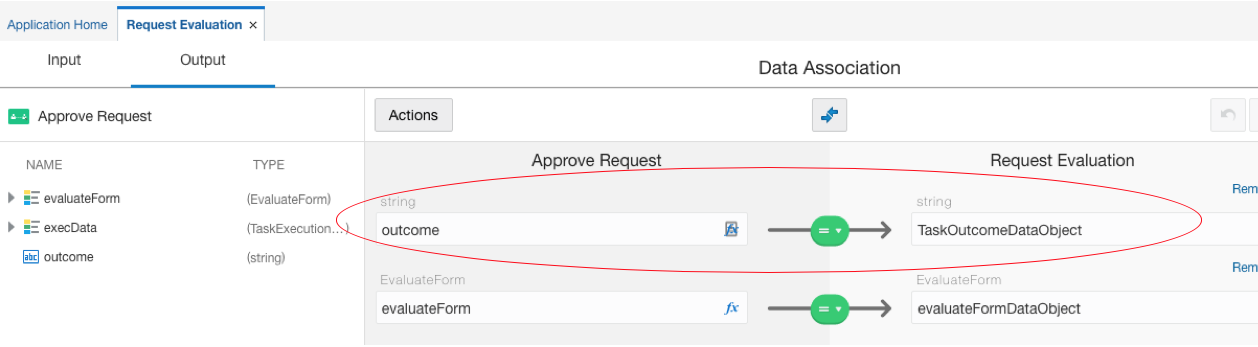 Application Home
Request Evaluation ×
Input
Output
Data Association
Approve Request
Actions
NAME
TYPE
evaluateForm
(EvaluateForm)
execData
(TaskExecution...)
abc outcome
(string)
Approve Request
Request Evaluation
Rem
string
string
outcome
fx
=
TaskOutcomeDataObject
Rem
EvaluateForm
EvaluateForm
evaluateForm
fx
=
evaluateFormDataObject